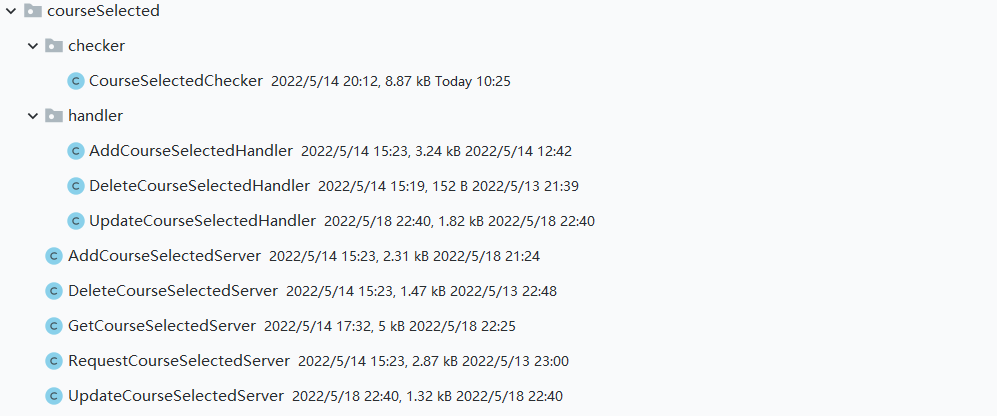 courseSelected
checker
CourseSelectedChecker 2022/5/14 20:12, 8.87 kB Today 10:25
handler
AddCourseSelectedHandler 2022/5/14 15:23, 3.24 kB 2022/5/14 12:42
DeleteCourseSelectedHandler 2022/5/14 15:19, 152 B 2022/5/13 21:39
UpdateCourseSelectedHandler 2022/5/18 22:40, 1.82 kB 2022/5/18 22:40
AddCourseSelectedServer 2022/5/14 15:23, 2.31 kB 2022/5/18 21:24
DeleteCourseSelectedServer 2022/5/14 15:23, 1.47 kB 2022/5/13 22:48
GetCourseSelectedServer 2022/5/14 17:32, 5 kB 2022/5/18 22:25
RequestCourseSelectedServer 2022/5/14 15:23, 2.87 kB 2022/5/13 23:00
UpdateCourseSelectedServer 2022/5/18 22:40, 1.32 kB 2022/5/18 22:40